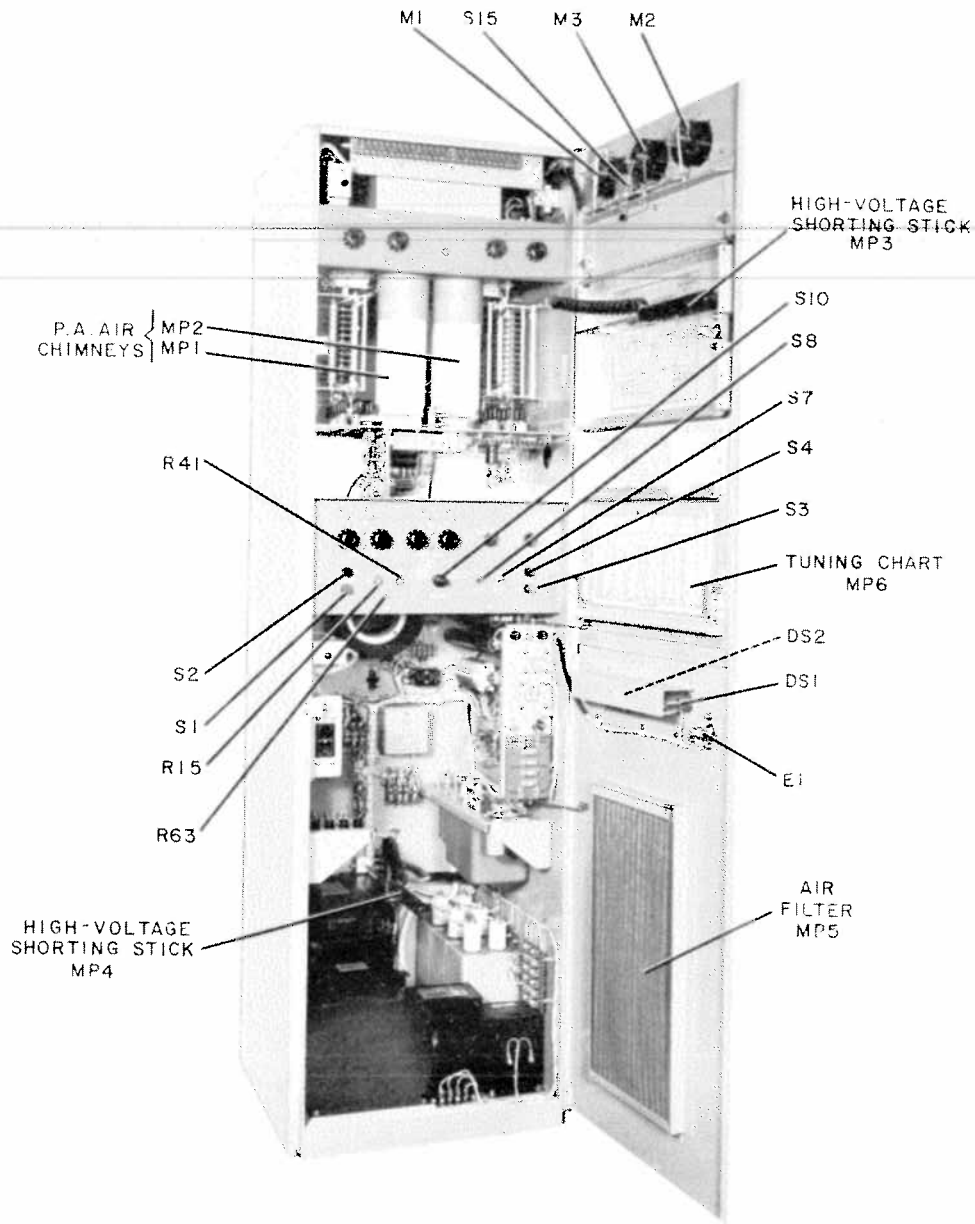 M1
S15
M3
M2
HIGH-VOLTAGE
SHORTING STICK
MP3
S10
P.A. AIR
CHIMNEYS
MP2
MP1
S8
S7
R41
S4
S3
TUNING CHART
MP6
DS2
S2
DS1
S1
R15
E1
R63
AIR
FILTER
MP5
HIGH-VOLTAGE
SHORTING STICK
MP4